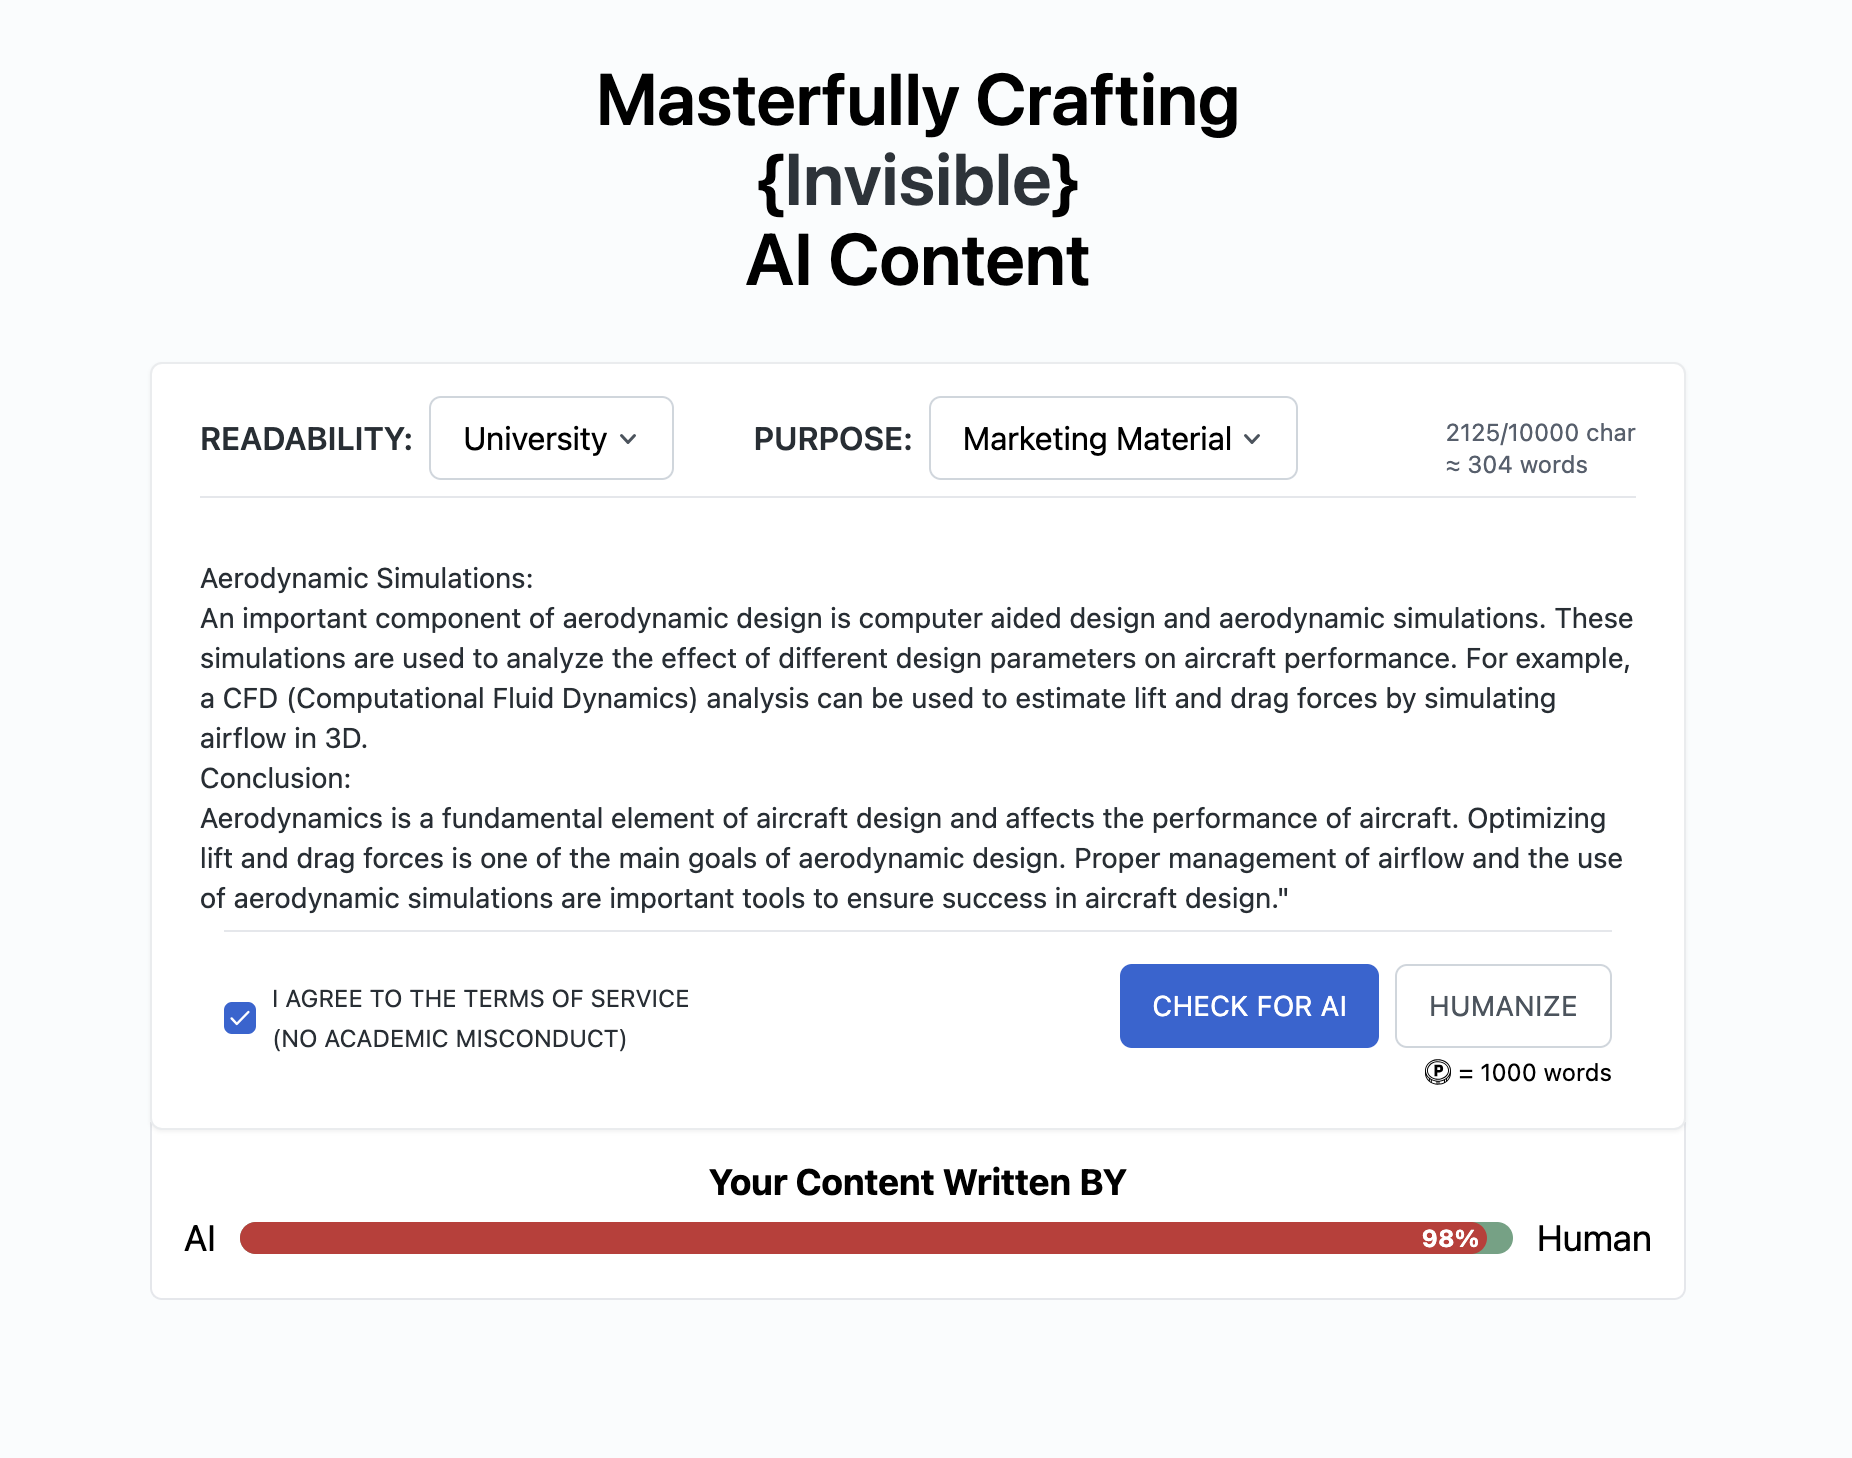 Masterfully Crafting
{Invisible}
AI Content
READABILITY: University PURPOSE: Marketing Material 2125/10000 char
≈ 304 words
Aerodynamic Simulations:
An important component of aerodynamic design is computer aided design and aerodynamic simulations. These
simulations are used to analyze the effect of different design parameters on aircraft performance. For example,
a CFD (Computational Fluid Dynamics) analysis can be used to estimate lift and drag forces by simulating
airflow in 3D.
Conclusion:
Aerodynamics is a fundamental element of aircraft design and affects the performance of aircraft. Optimizing
lift and drag forces is one of the main goals of aerodynamic design. Proper management of airflow and the use
of aerodynamic simulations are important tools to ensure success in aircraft design."
I AGREE TO THE TERMS OF SERVICE
(NO ACADEMIC MISCONDUCT)
CHECK FOR AI HUMANIZE
P = 1000 words
Your Content Written BY
AI 98% Human